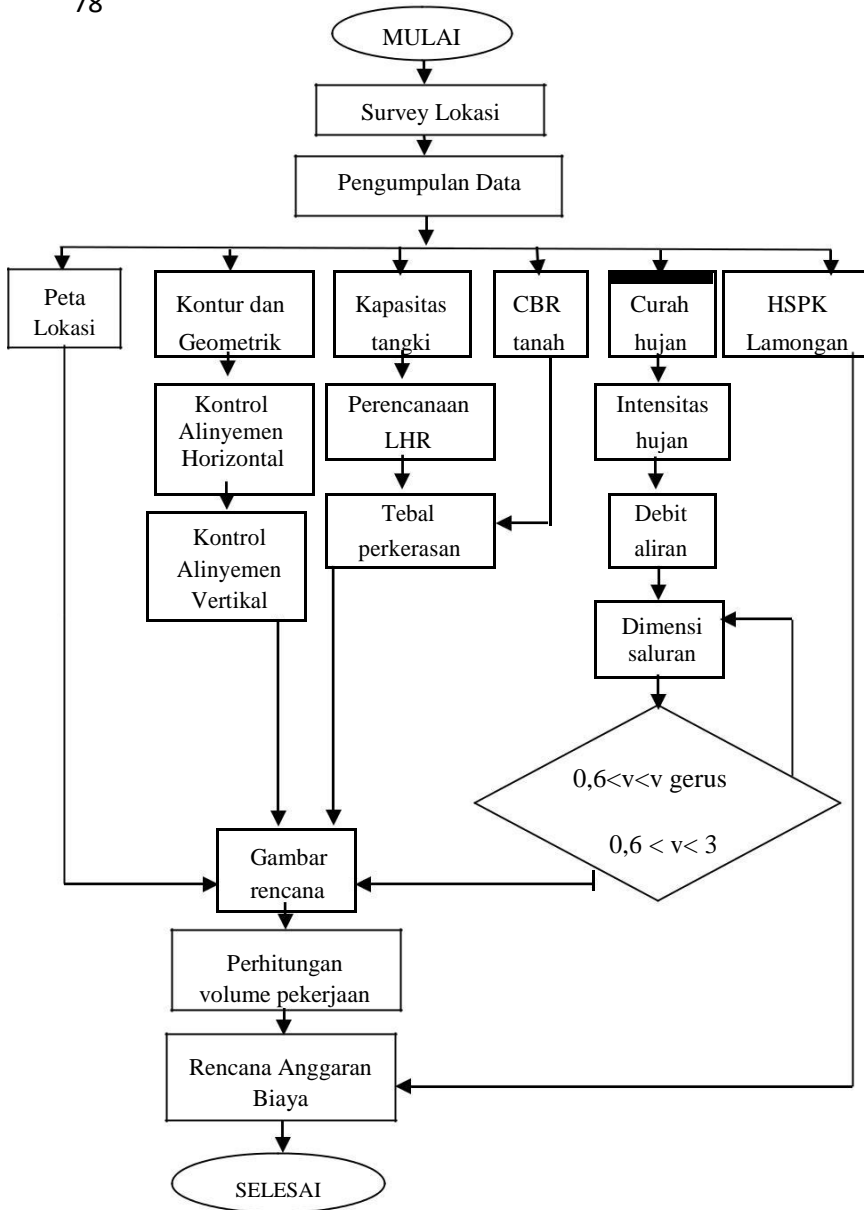 78
MULAI
Survey Lokasi
Pengumpulan Data
Peta
Lokasi
Kontur dan
Geometrik
Kapasitas
tangki
CBR
tanah
Curah
hujan
HSPK
Lamongan
Kontrol
Alinyemen
Horizontal
Perencanaan
LHR
Intensitas
hujan
Kontrol
Alinyemen
Vertikal
Tebal
perkerasan
Debit
aliran
Dimensi
saluran
0,6<v<v gerus
0,6 < v< 3
Gambar
rencana
Perhitungan
volume pekerjaan
Rencana Anggaran
Biaya
SELESAI